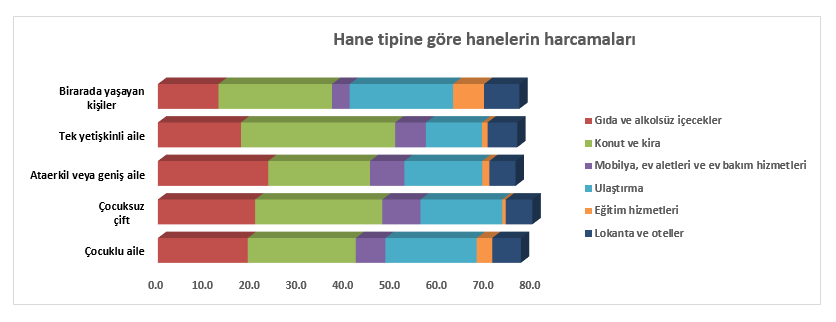 Hane tipine göre hanelerin harcamaları
Birarada yaşayan
kişiler
Tek yetişkinli aile
Ataerkil veya geniş aile
Çocuksuz
çift
Çocuklu aile
0.0 10.0 20.0 30.0 40.0 50.0 60.0 70.0 80.0
Gıda ve alkolsüz içecekler
Konut ve kira
Mobilya, ev aletleri ve ev bakım hizmetleri
Ulaştırma
Eğitim hizmetleri
Lokanta ve oteller